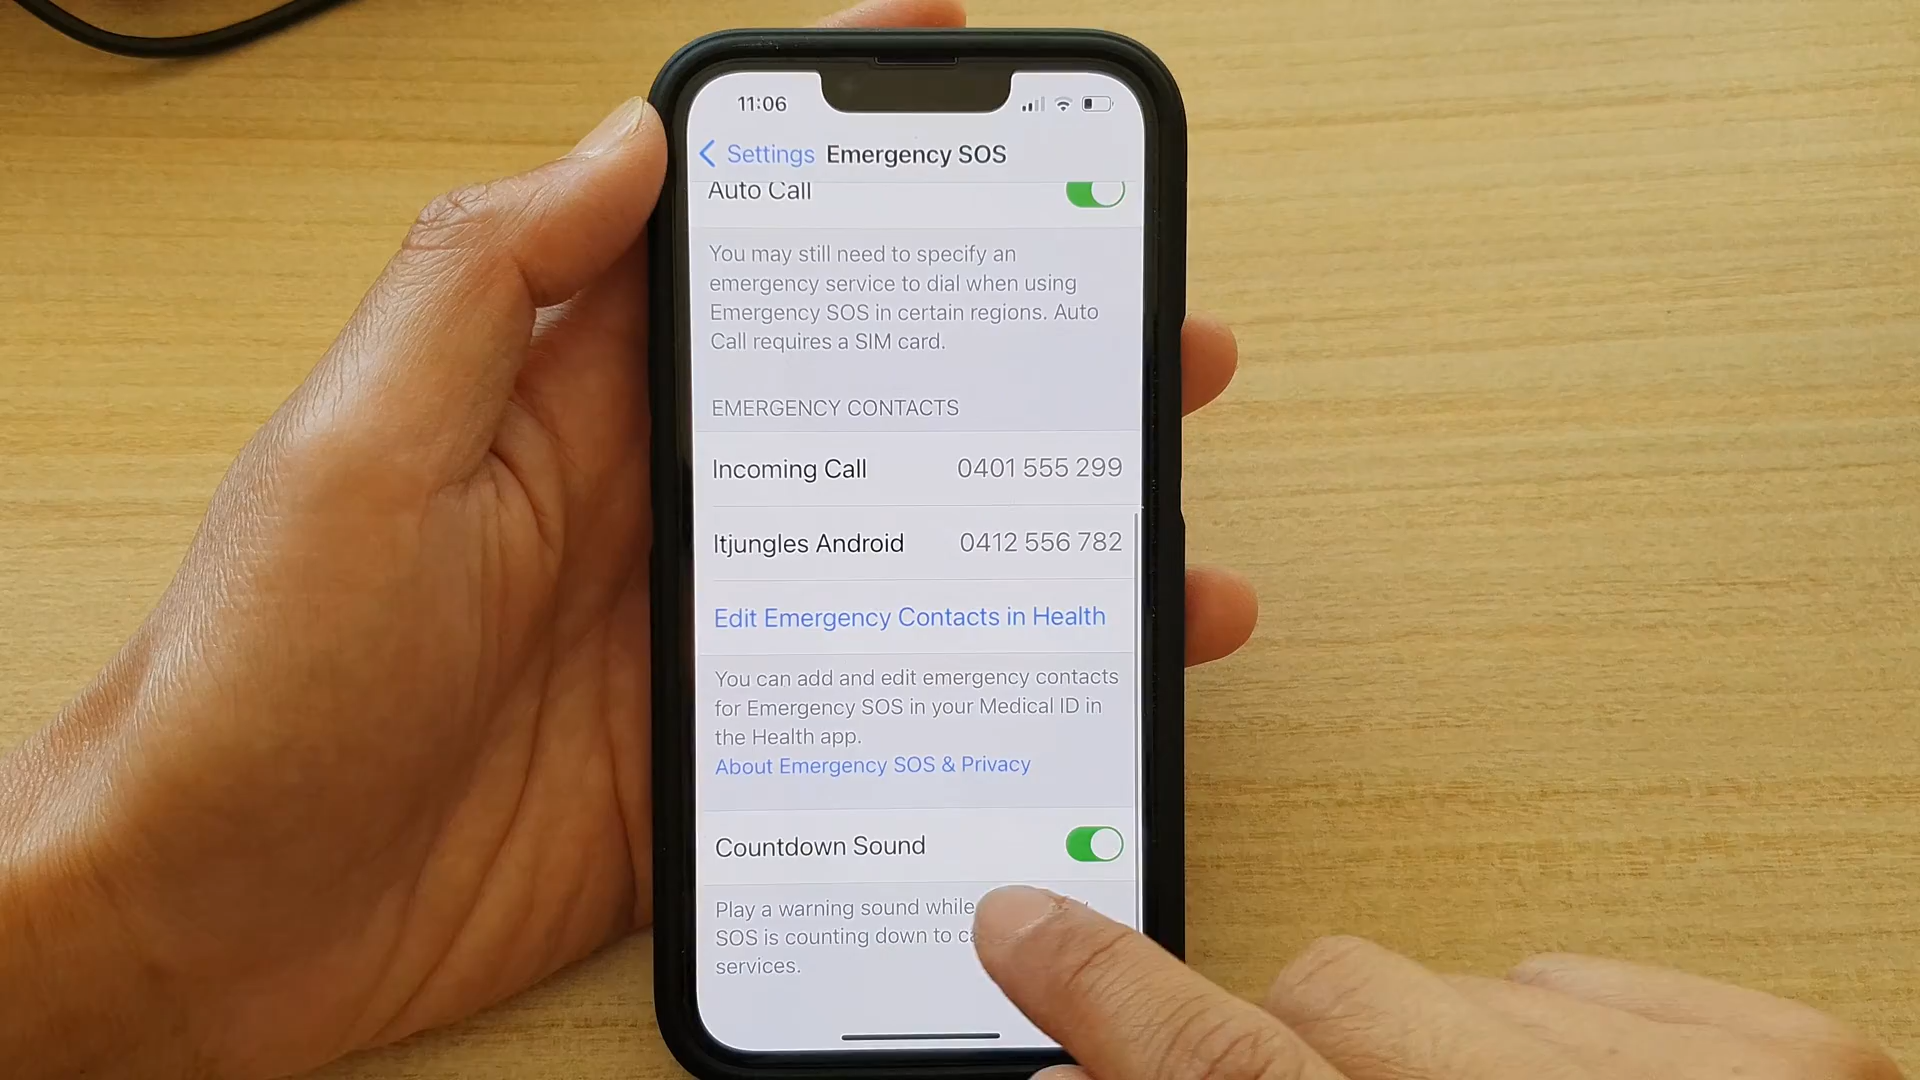 11:06
Settings Emergency SOS
Auto Call
You may still need to specify an
emergency service to dial when using
Emergency SOS in certain regions. Auto
Call requires a SIM card.
EMERGENCY CONTACTS
Incoming Call 0401 555 299
Itjungles Android 0412 556 782
Edit Emergency Contacts in Health
You can add and edit emergency contacts
for Emergency SOS in your Medical ID in
the Health app.
About Emergency SOS & Privacy
Countdown Sound
Play a warning sound while
SOS is counting down to
services.